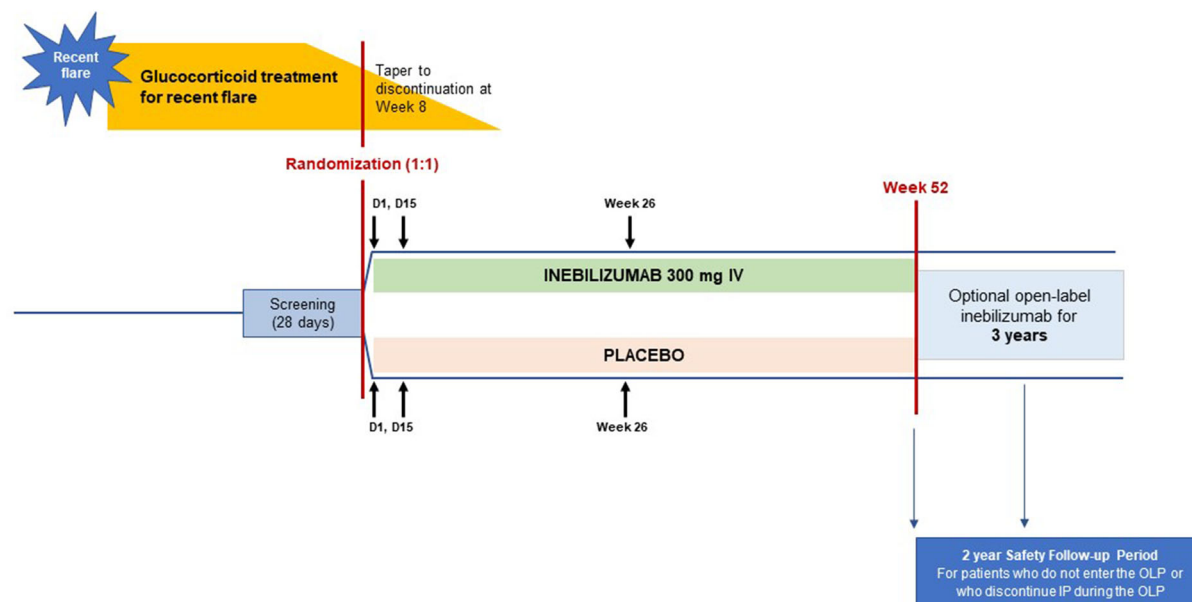 Recent
flare
Glucocorticoid treatment
for recent flare
Taper to
discontinuation at
Week 8
Randomization (1:1)
Week 52
D1, D15
Week 26
INEBILIZUMAB 300 mg IV
Screening
(28 days)
Optional open-label
inebilizumab for
3 years
PLACEBO
D1, D15
Week 26
2 year Safety Follow-up Period
For patients who do not enter the OLP or
who discontinue IP during the OLP